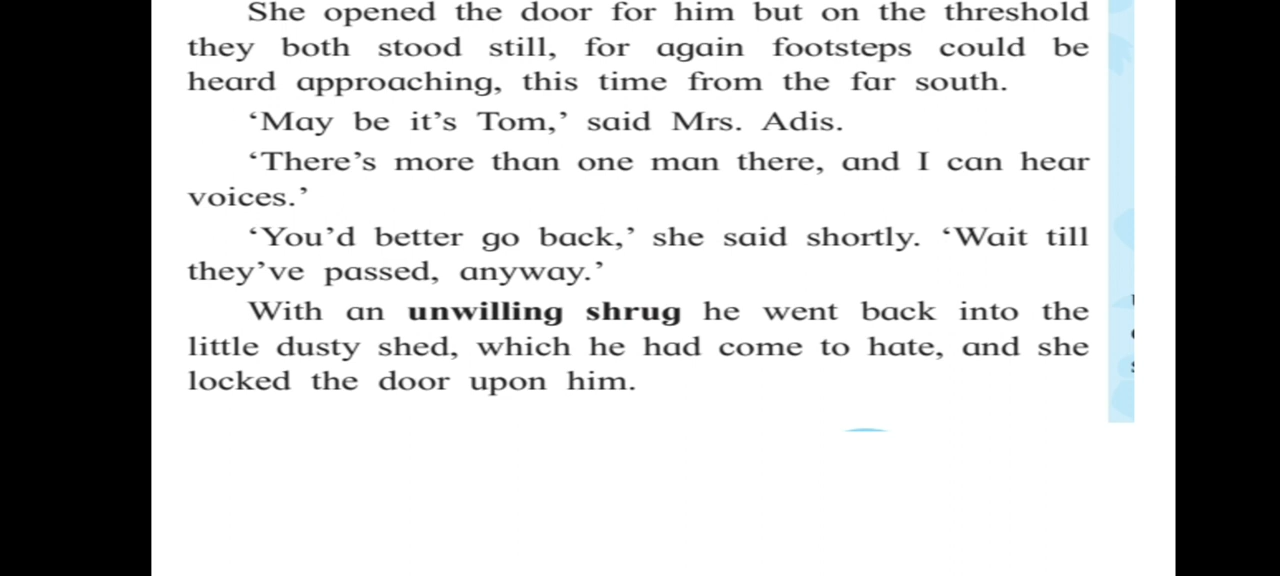 She opened the door for him but on the threshold
they both stood still, for again footsteps could be
heard approaching, this time from the far south.
‘May be it’s Tom,’ said Mrs. Adis.
‘There’s more than one man there, and I can hear
voices.’
‘You’d better go back,’ she said shortly. ‘Wait till
they’ve passed, anyway.’
With an unwilling shrug he went back into the
little dusty shed, which he had come to hate, and she
locked the door upon him.